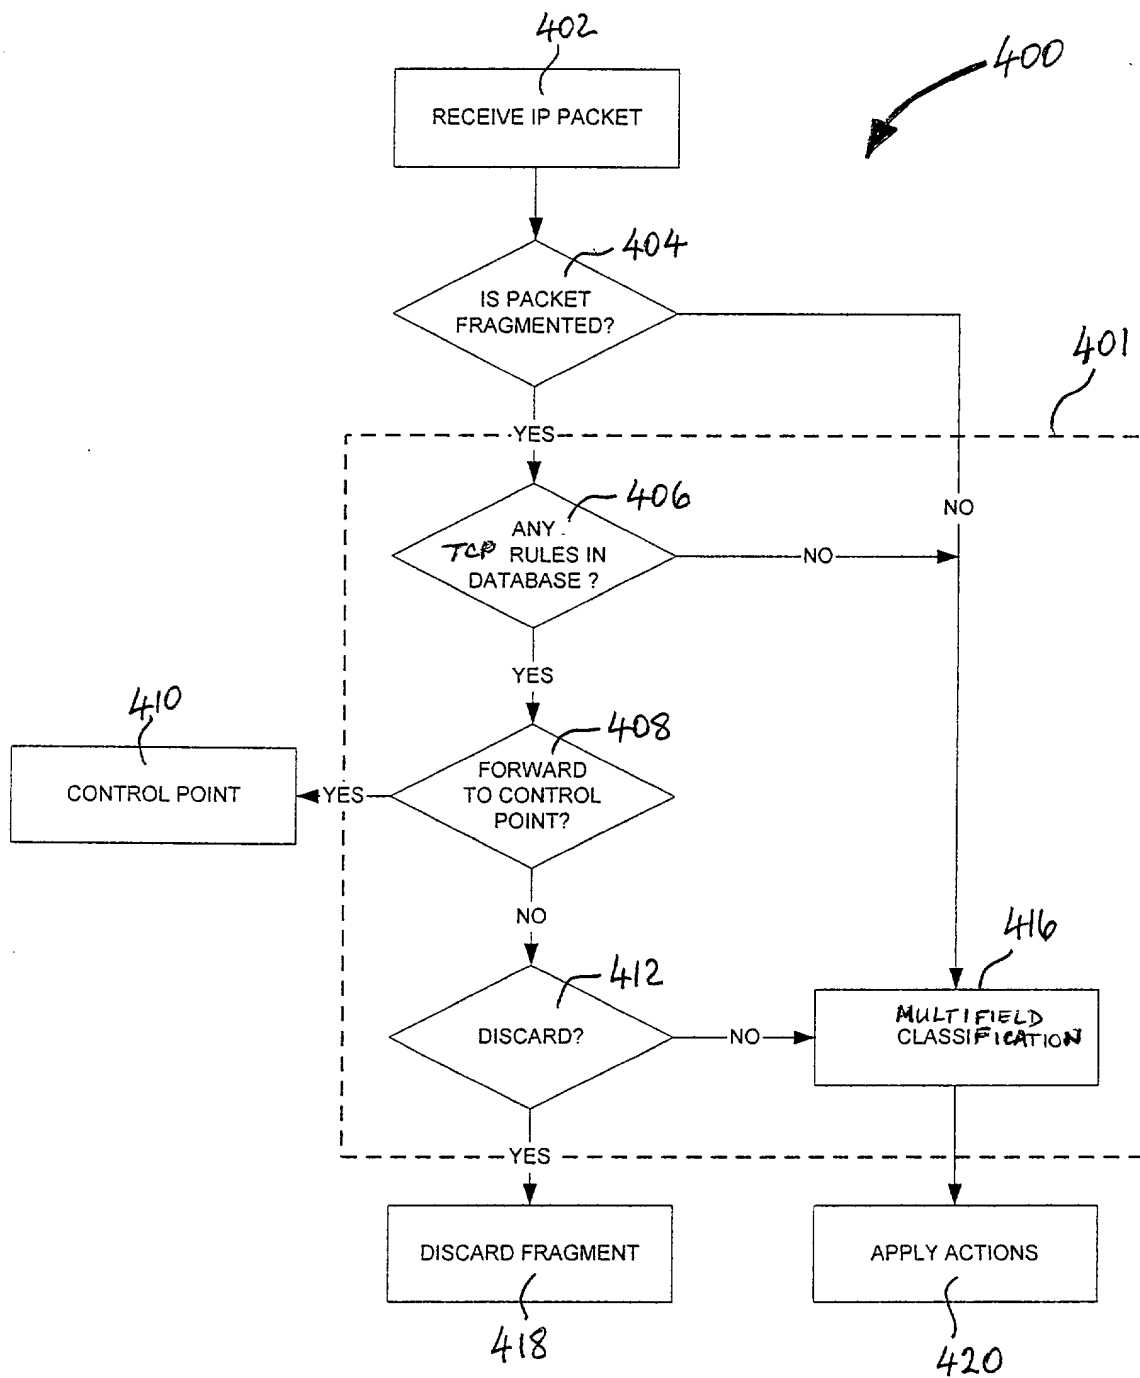 402
400
RECEIVE IP PACKET
404
IS PACKET
FRAGMENTED?
401
YES
406
NO
ANY
TCP RULES IN
DATABASE ?
NO
YES
410
408
CONTROL POINT
YES
FORWARD
TO CONTROL
POINT?
NO
416
412
DISCARD?
NO
MULTIFIELD
CLASSIFICATION
YES
DISCARD FRAGMENT
APPLY ACTIONS
418
420